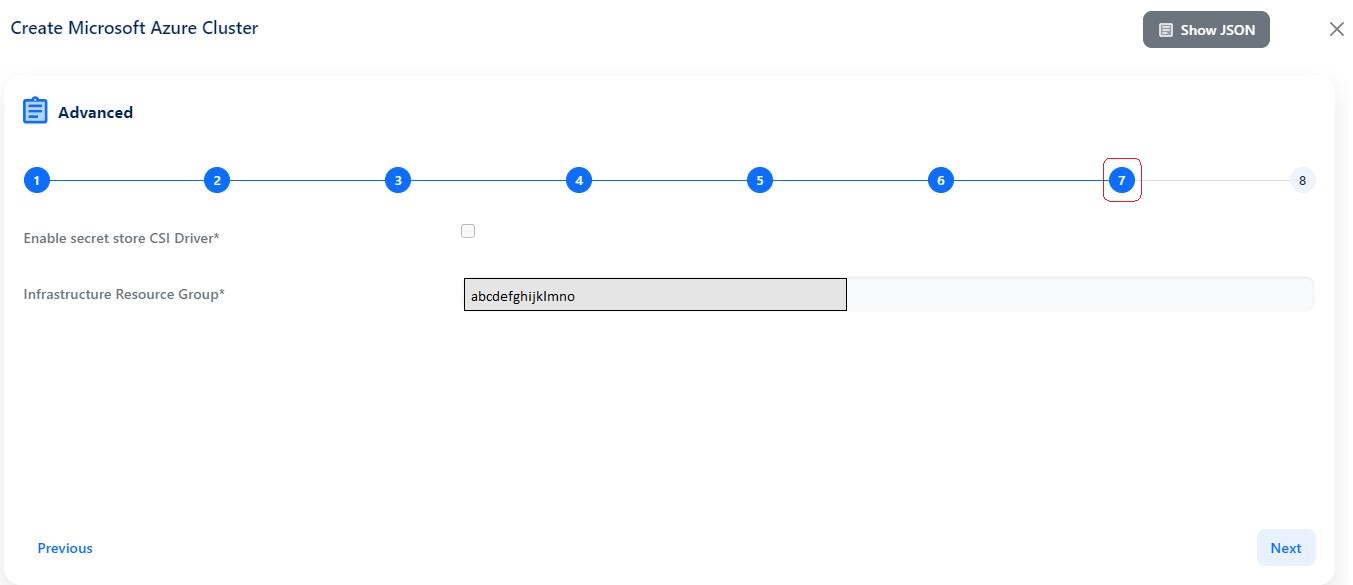 Create Microsoft Azure Cluster
Show JSON
Advanced
1 2 3 4 5 6 7 8
Enable secret store CSI Driver*
Infrastructure Resource Group*
abcdefghijklmno
Previous
Next